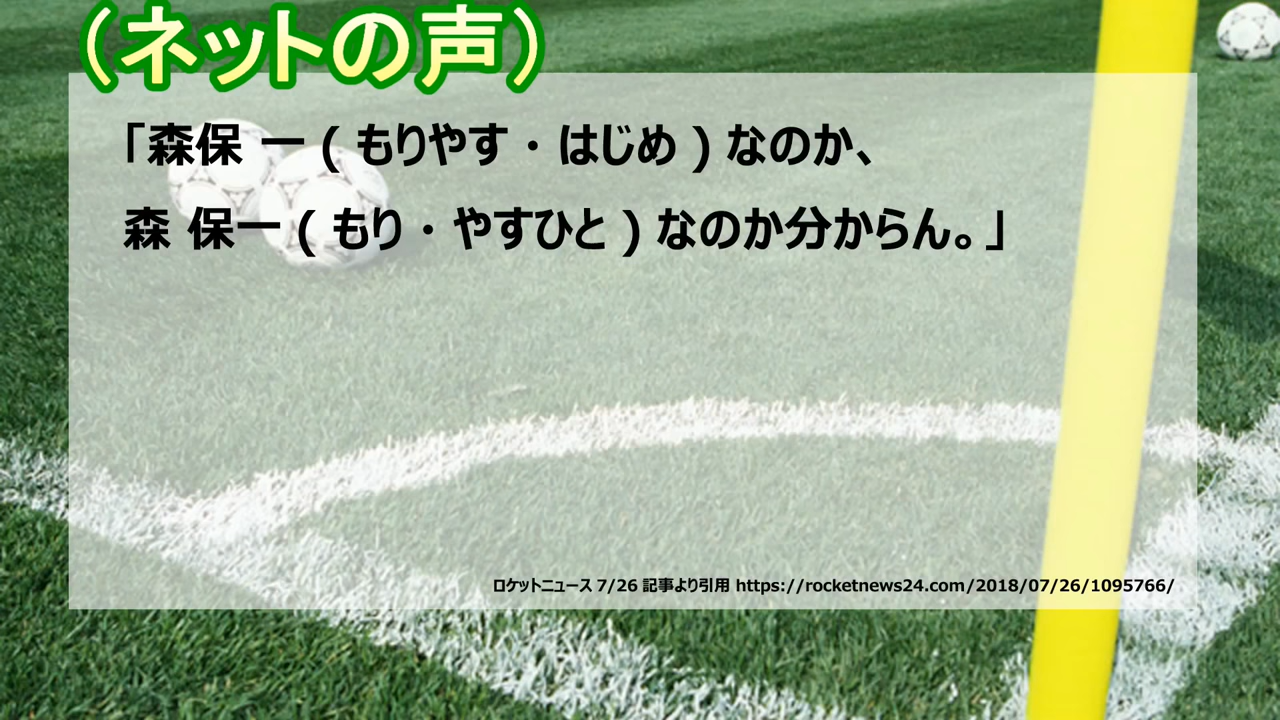 （ネットの声）
「森保 一 ( もりやす ・ はじめ ) なのか、
森 保一 ( もり ・ やすひと ) なのか分からん。」
ロケットニュース 7/26 記事より引用 https://rocketnews24.com/2018/07/26/1095766/